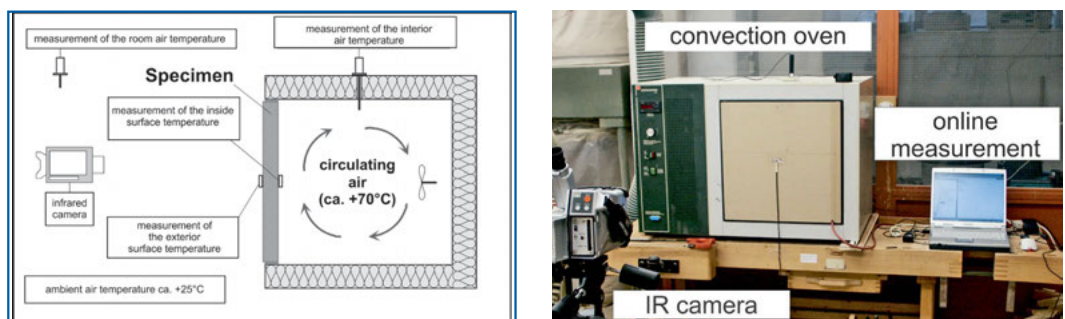 measurement of the room air temperature
measurement of the interior
air temperature
Specimen
measurement of the inside
surface temperature
circulating
air
(ca. +70°C)
infrared
camera
measurement of
the exterior
surface temperature
ambient air temperature ca. +25°C
convection oven
online
measurement
IR camera